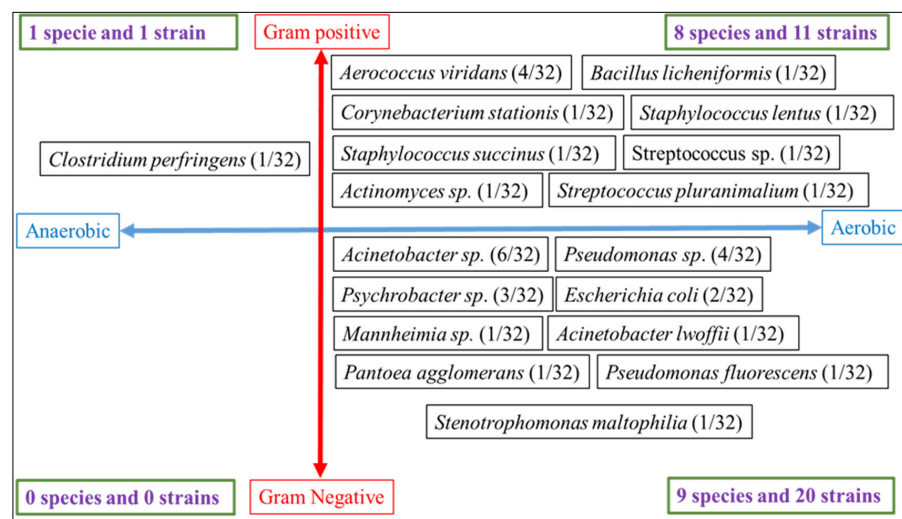 1 specie and 1 strain
Gram positive
8 species and 11 strains
Aerococcus viridans (4/32)
Bacillus licheniformis (1/32)
Corynebacterium stationis (1/32)
Staphylococcus lentus (1/32)
Clostridium perfringens (1/32)
Staphylococcus succinus (1/32)
Streptococcus sp. (1/32)
Actinomyces sp. (1/32)
Streptococcus pluranimalium (1/32)
Anaerobic
Aerobic
Acinetobacter sp. (6/32)
Pseudomonas sp. (4/32)
Psychrobacter sp. (3/32)
Escherichia coli (2/32)
Mannheimia sp. (1/32)
Acinetobacter lwoffii (1/32)
Pantoea agglomerans (1/32)
Pseudomonas fluorescens (1/32)
Stenotrophomonas maltophilia (1/32)
0 species and 0 strains
Gram Negative
9 species and 20 strains